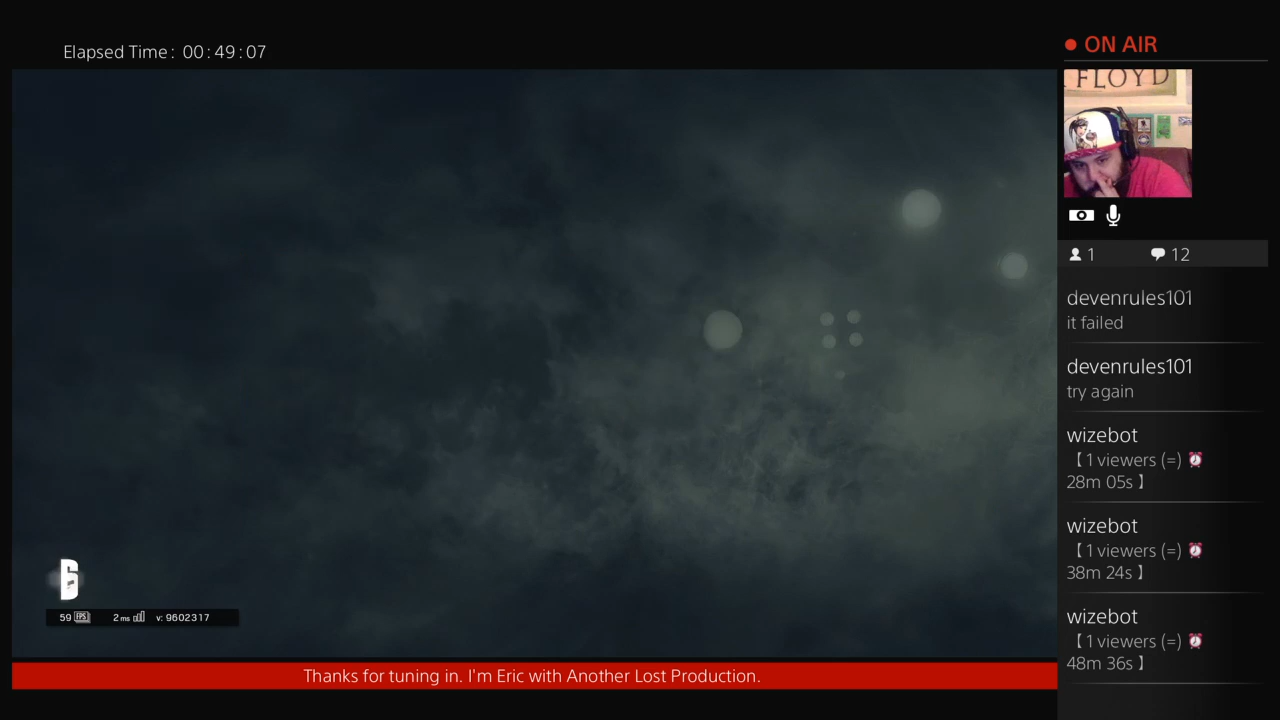 Elapsed Time: 00:49:07
ON AIR
FLOYD
1
12
devenrules101
it failed
devenrules101
try again
wizebot
【1 viewers (=) ⏰
28m 05s 】
wizebot
【1 viewers (=) ⏰
38m 24s 】
wizebot
【1 viewers (=) ⏰
48m 36s 】
6
59 FPS 2 ms v: 9602317
Thanks for tuning in. I'm Eric with Another Lost Production.